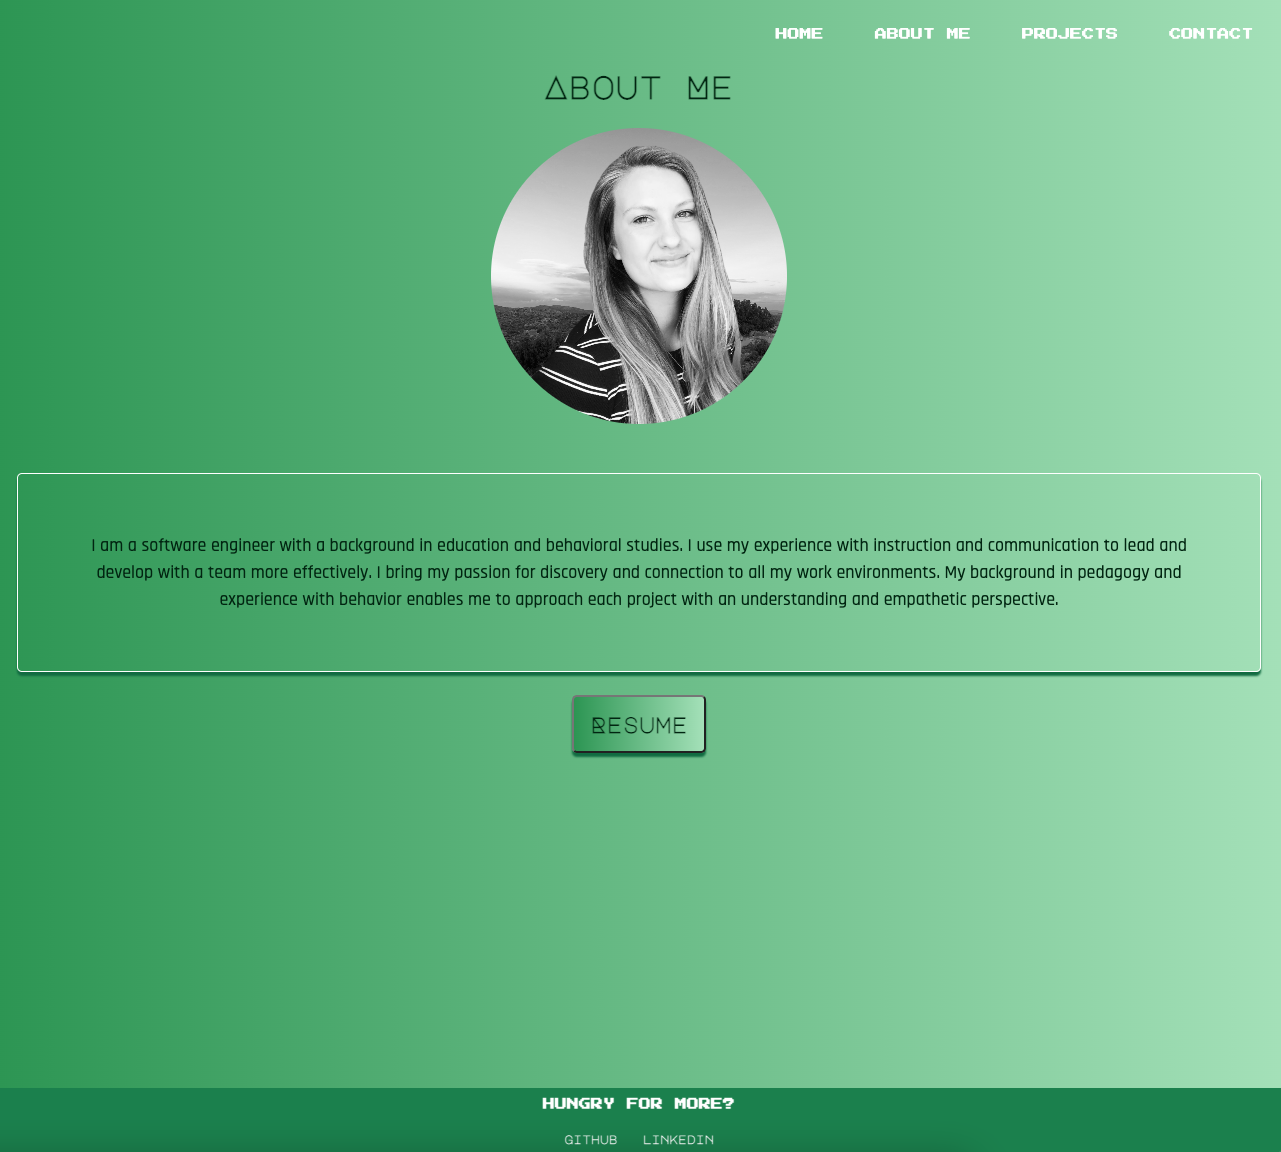 HOME ABOUT ME PROJECTS CONTACT
ABOUT ME
I am a software engineer with a background in education and behavioral studies. I use my experience with instruction and communication to lead and
develop with a team more effectively. I bring my passion for discovery and connection to all my work environments. My background in pedagogy and
experience with behavior enables me to approach each project with an understanding and empathetic perspective.
RESUME
HUNGRY FOR MORE?
GITHUB LINKEDIN